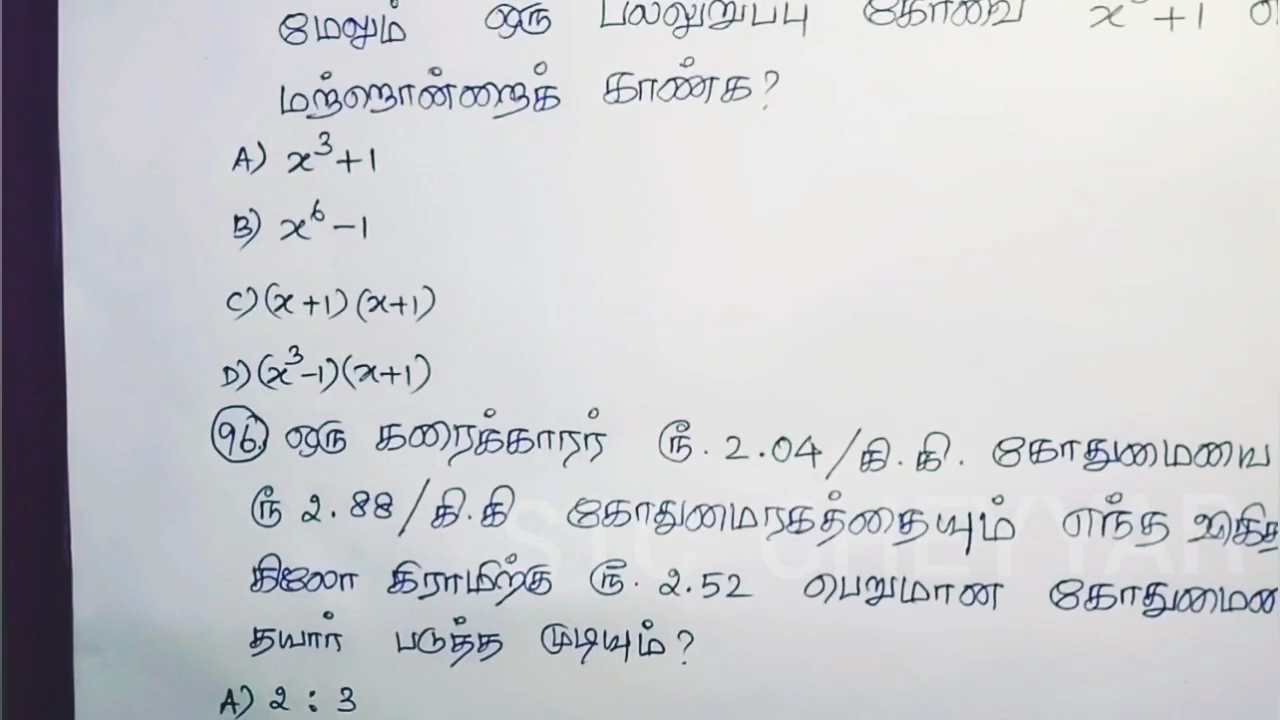 மேலும் ஒரு பல்லுறுப்பு கோவை +1
மற்றொன்றைக் காண்க?
A) x³+1
B) x⁶-1
C) (x+1)(x+1)
D) (x³-1)(x+1)
96. ஒரு கரைக்காரர் ரூ. 2.04/கி.கி. கோதுமையை
ரூ 2.88/கி.கி கோதுமைரகத்தையும் எந்த
கிலோ கிராமிற்கு ரூ. 2.52 பெறுமான
தயார் படுத்த முடியும்?
A) 2 : 3